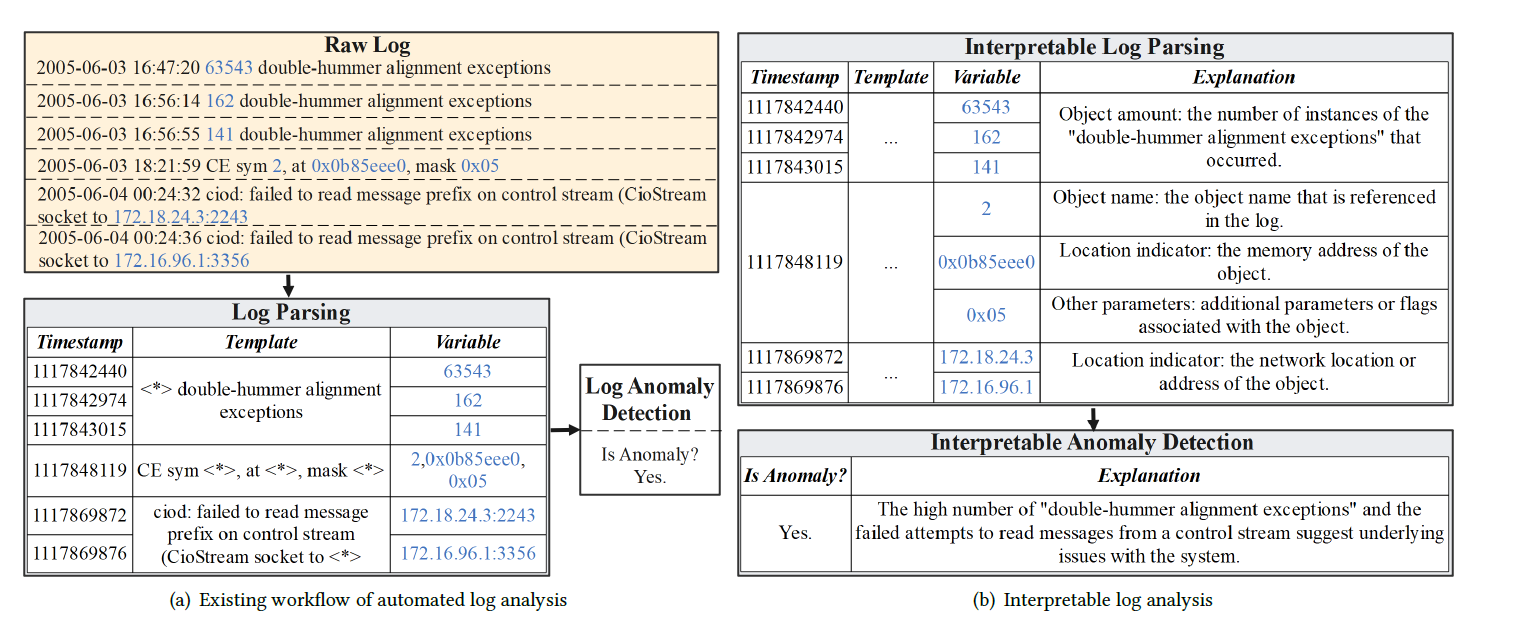 Raw Log
2005-06-03 16:47:20 63543 double-hummer alignment exceptions
2005-06-03 16:56:14 162 double-hummer alignment exceptions
2005-06-03 16:56:55 141 double-hummer alignment exceptions
2005-06-03 18:21:59 CE sym 2, at 0x0b85eee0, mask 0x05
2005-06-04 00:24:32 ciod: failed to read message prefix on control stream (CioStream
socket to 172.18.24.3:2243
2005-06-04 00:24:36 ciod: failed to read message prefix on control stream (CioStream
socket to 172.16.96.1:3356
Log Parsing
Timestamp Template Variable
1117842440 63543
<*> double-hummer alignment
1117842974 162
exceptions
1117843015 141
1117848119 CE sym <*>, at <*>, mask <*> 2,0x0b85eee0,
0x05
1117869872 ciod: failed to read message 172.18.24.3:2243
prefix on control stream
1117869876 (CioStream socket to <*> 172.16.96.1:3356
Log Anomaly
Detection
Is Anomaly?
Yes.
(a) Existing workflow of automated log analysis
Interpretable Log Parsing
Timestamp Template Variable Explanation
1117842440 63543 Object amount: the number of instances of the
1117842974 ... 162 "double-hummer alignment exceptions" that
1117843015 141 occurred.
2 Object name: the object name that is referenced
in the log.
1117848119 ... 0x0b85eee0 Location indicator: the memory address of the
object.
0x05 Other parameters: additional parameters or flags
associated with the object.
1117869872 ... 172.18.24.3 Location indicator: the network location or
1117869876 172.16.96.1 address of the object.
Interpretable Anomaly Detection
Is Anomaly? Explanation
The high number of "double-hummer alignment exceptions" and the
Yes. failed attempts to read messages from a control stream suggest underlying
issues with the system.
(b) Interpretable log analysis